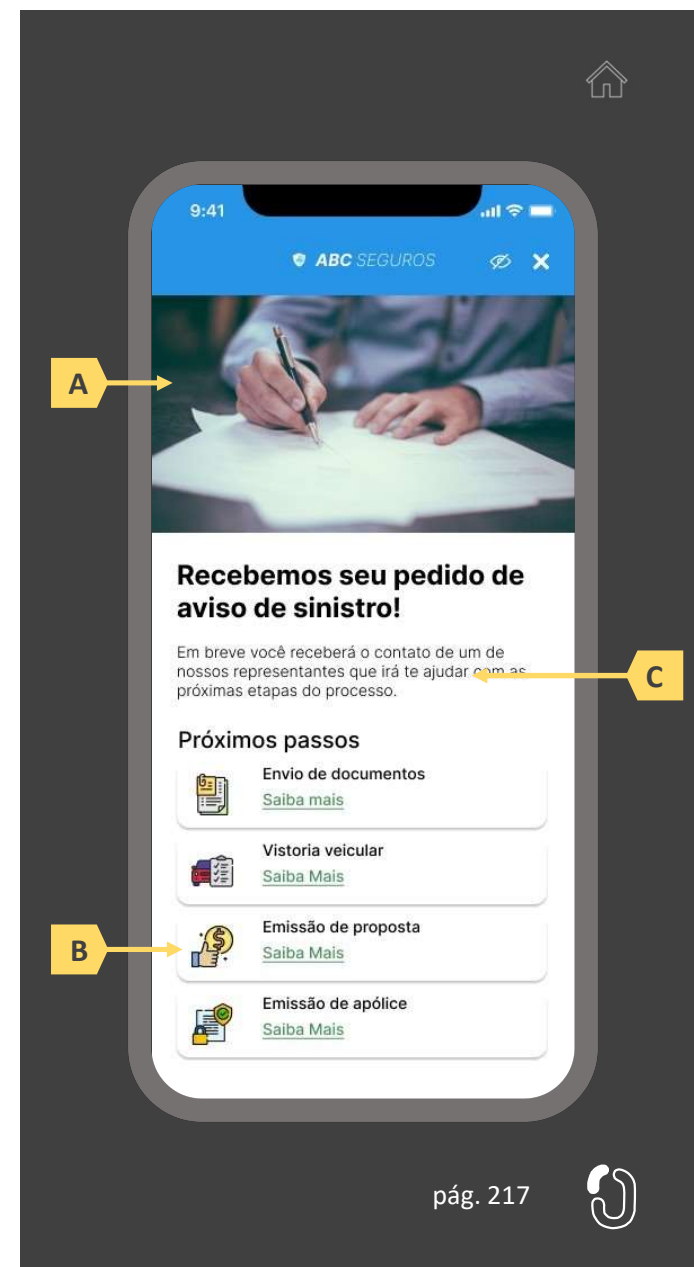 9:41
ABC SEGUROS
A
Recebemos seu pedido de
aviso de sinistro!
Em breve você receberá o contato de um de
nossos representantes que irá te ajudar com as
próximas etapas do processo.
C
Próximos passos
Envio de documentos
Saiba mais
Vistoria veicular
Saiba Mais
B
Emissão de proposta
Saiba Mais
Emissão de apólice
Saiba Mais
pág. 217